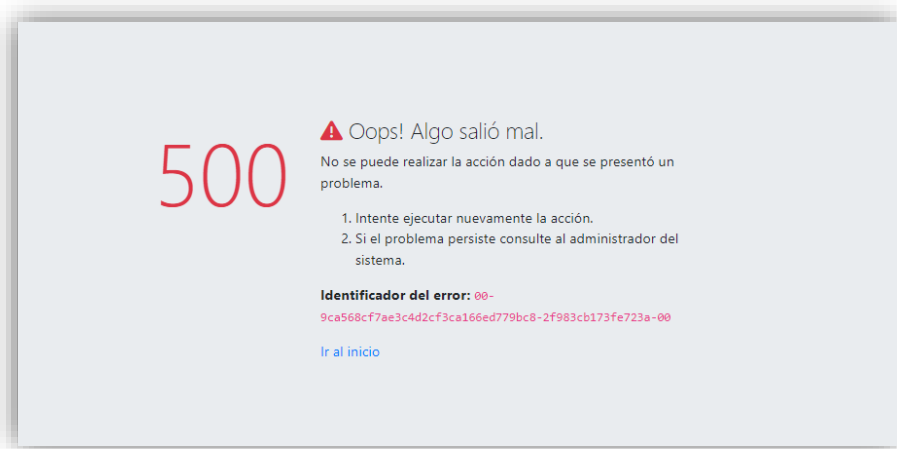 500
Oops! Algo salió mal.
No se puede realizar la acción dado a que se presentó un
problema.
1. Intente ejecutar nuevamente la acción.
2. Si el problema persiste consulte al administrador del
sistema.
Identificador del error: 00-
9ca568cf7ae3c4d2cf3ca166ed779bc8-2f983cb173fe723a-00
Ir al inicio